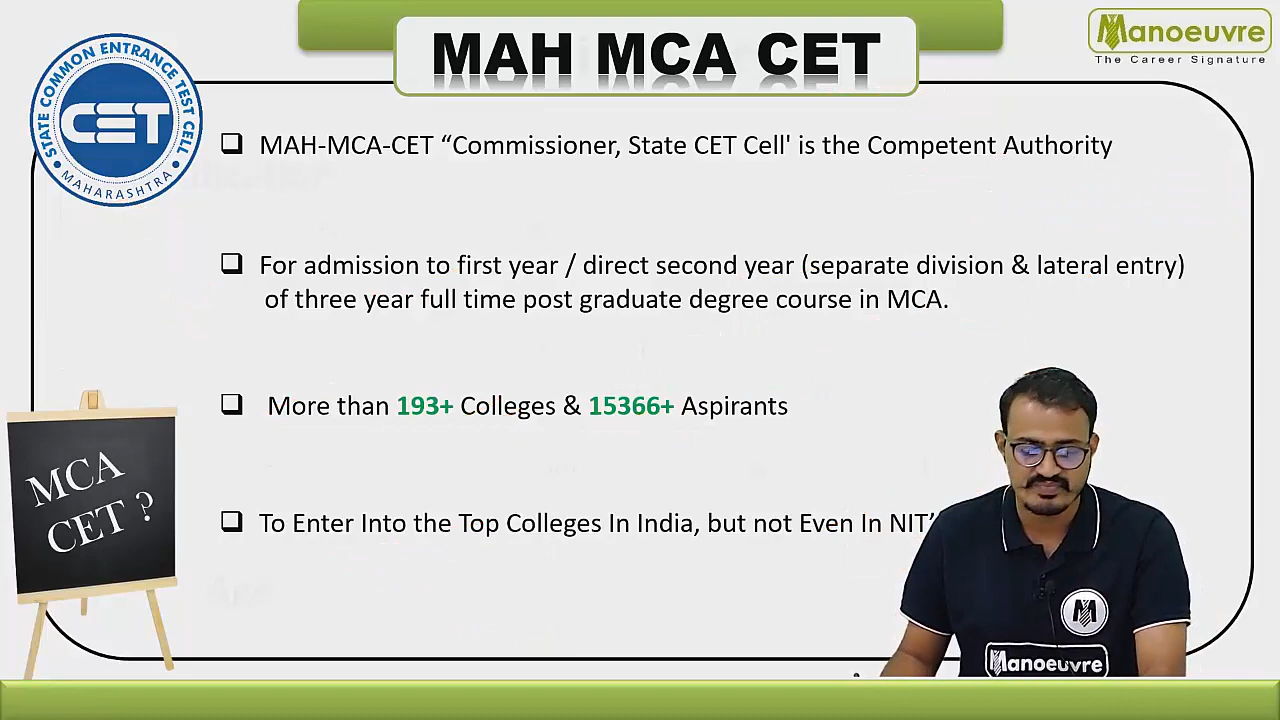 MAH MCA CET
Manoeuvre
The Career Signature
STATE COMMON ENTRANCE TEST CELL
CET
MAHARASHTRA
MAH-MCA-CET “Commissioner, State CET Cell' is the Competent Authority
For admission to first year / direct second year (separate division & lateral entry)
of three year full time post graduate degree course in MCA.
More than 193+ Colleges & 15366+ Aspirants
To Enter Into the Top Colleges In India, but not Even In NIT’
MCA
CET ?
M
Manoeuvre